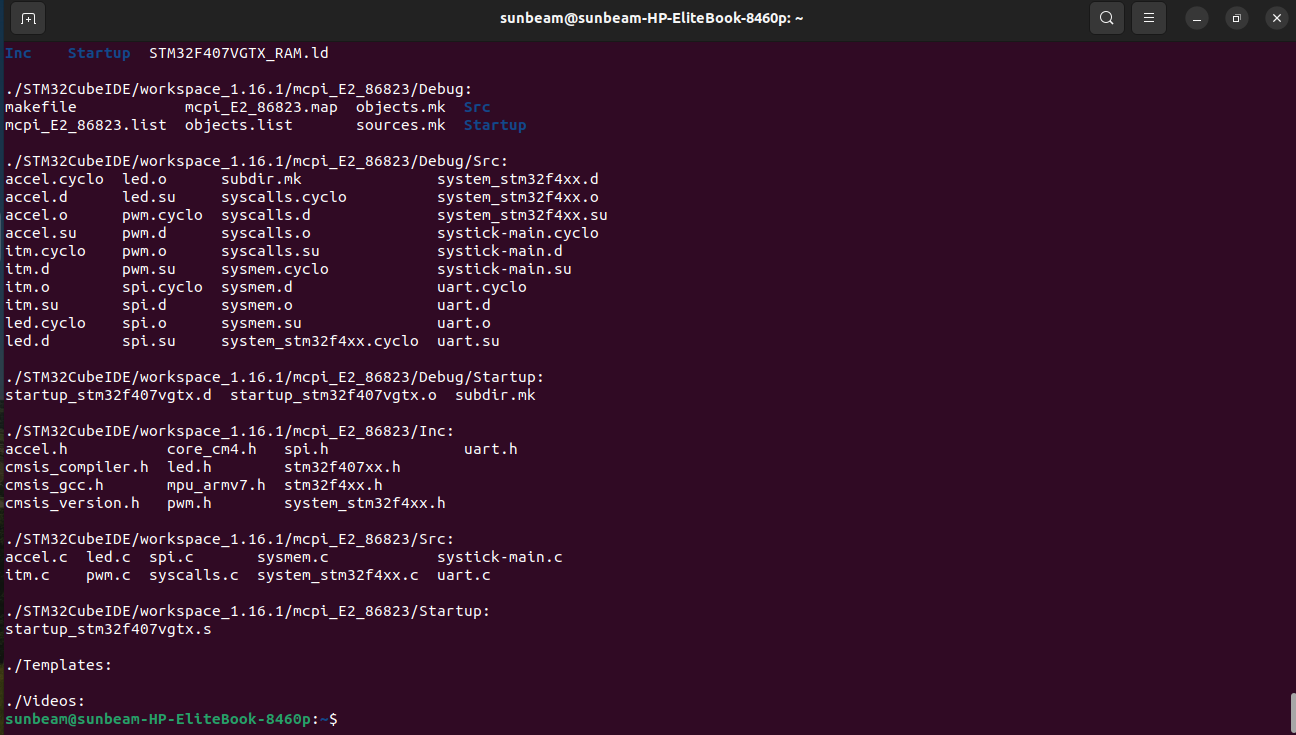 sunbeam@sunbeam-HP-EliteBook-8460p: ~
Inc    Startup  STM32F407VGTX_RAM.ld
./STM32CubeIDE/workspace_1.16.1/mcpi_E2_86823/Debug:
makefile            mcpi_E2_86823.map  objects.mk  Src
mcpi_E2_86823.list  objects.list       sources.mk  Startup
./STM32CubeIDE/workspace_1.16.1/mcpi_E2_86823/Debug/Src:
accel.cyclo  led.o      subdir.mk               system_stm32f4xx.d
accel.d      led.su     syscalls.cyclo          system_stm32f4xx.o
accel.o      pwm.cyclo  syscalls.d              system_stm32f4xx.su
accel.su     pwm.d      syscalls.o              systick-main.cyclo
itm.cyclo    pwm.o      syscalls.su             systick-main.d
itm.d        pwm.su     sysmem.cyclo            systick-main.su
itm.o        spi.cyclo  sysmem.d                uart.cyclo
itm.su       spi.d      sysmem.o                uart.d
led.cyclo    spi.o      sysmem.su               uart.o
led.d        spi.su     system_stm32f4xx.cyclo  uart.su
./STM32CubeIDE/workspace_1.16.1/mcpi_E2_86823/Debug/Startup:
startup_stm32f407vgtx.d  startup_stm32f407vgtx.o  subdir.mk
./STM32CubeIDE/workspace_1.16.1/mcpi_E2_86823/Inc:
accel.h           core_cm4.h   spi.h               uart.h
cmsis_compiler.h  led.h        stm32f407xx.h
cmsis_gcc.h       mpu_armv7.h  stm32f4xx.h
cmsis_version.h   pwm.h        system_stm32f4xx.h
./STM32CubeIDE/workspace_1.16.1/mcpi_E2_86823/Src:
accel.c  led.c  spi.c       sysmem.c            systick-main.c
itm.c    pwm.c  syscalls.c  system_stm32f4xx.c  uart.c
./STM32CubeIDE/workspace_1.16.1/mcpi_E2_86823/Startup:
startup_stm32f407vgtx.s
./Templates:
./Videos:
sunbeam@sunbeam-HP-EliteBook-8460p:~$